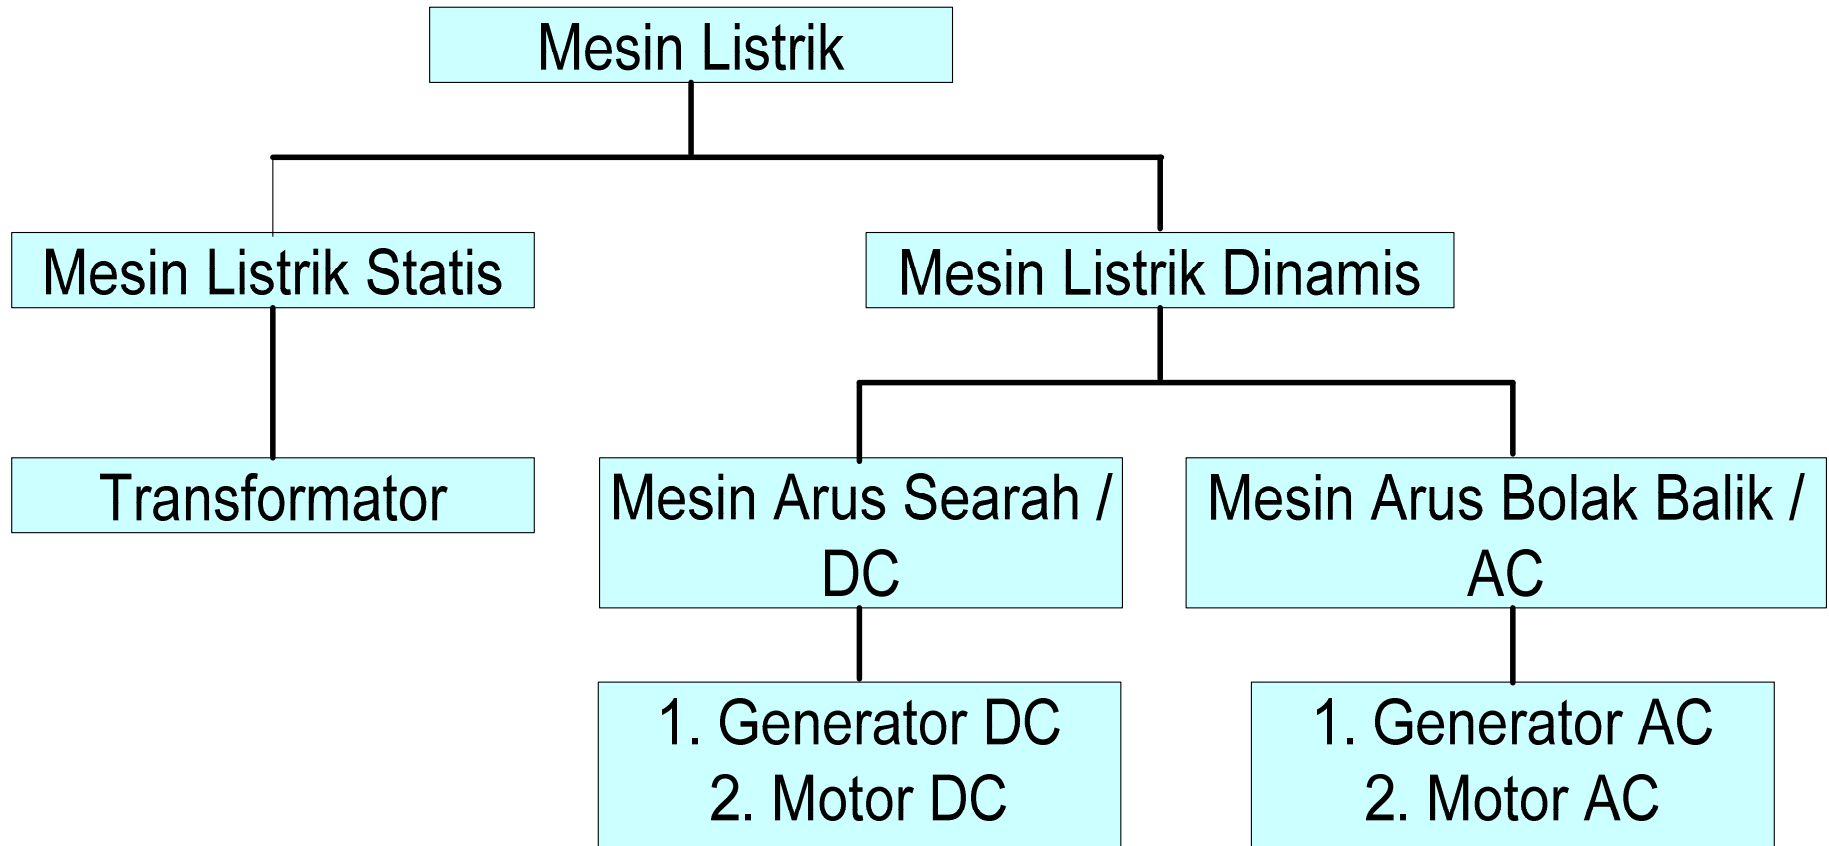 Mesin Listrik
Mesin Listrik Statis
Mesin Listrik Dinamis
Transformator
Mesin Arus Searah /
DC
Mesin Arus Bolak Balik /
AC
1. Generator DC
2. Motor DC
1. Generator AC
2. Motor AC